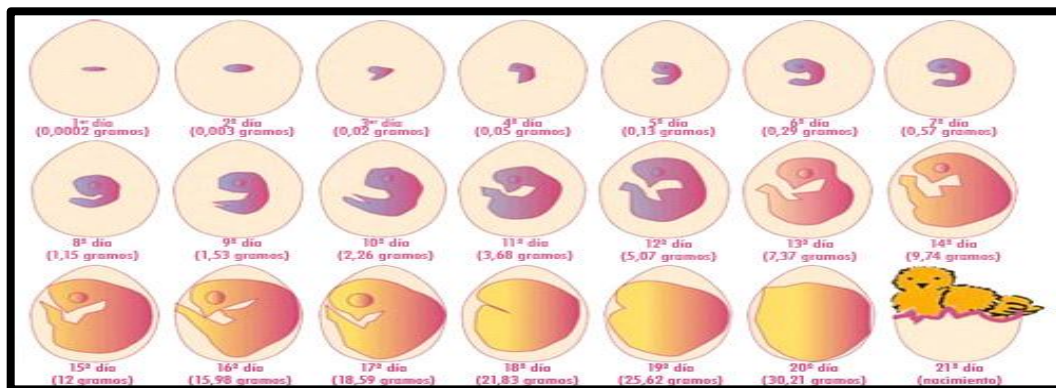 1er día
(0,0002 gramos)
2º día
(0,003 gramos)
3er día
(0,02 gramos)
4º día
(0,05 gramos)
5º día
(0,13 gramos)
6º día
(0,29 gramos)
7º día
(0,57 gramos)
8º día
(1,15 gramos)
9º día
(1,53 gramos)
10º día
(2,26 gramos)
11º día
(3,68 gramos)
12º día
(5,07 gramos)
13º día
(7,37 gramos)
14º día
(9,74 gramos)
15º día
(12 gramos)
16º día
(15,98 gramos)
17º día
(18,59 gramos)
18º día
(21,83 gramos)
19º día
(25,62 gramos)
20º día
(30,21 gramos)
21º día
(nacimiento)